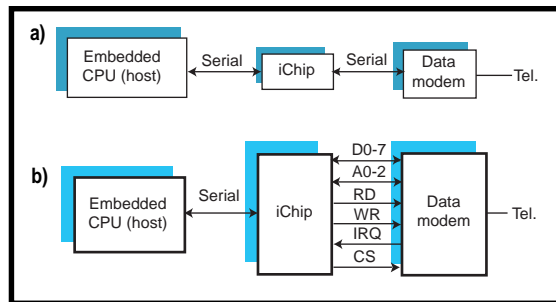 a)
Embedded
CPU (host)
Serial
iChip
Serial
Data
modem
Tel.
b)
Embedded
CPU (host)
Serial
iChip
D0-7
A0-2
RD
WR
IRQ
CS
Data
modem
Tel.